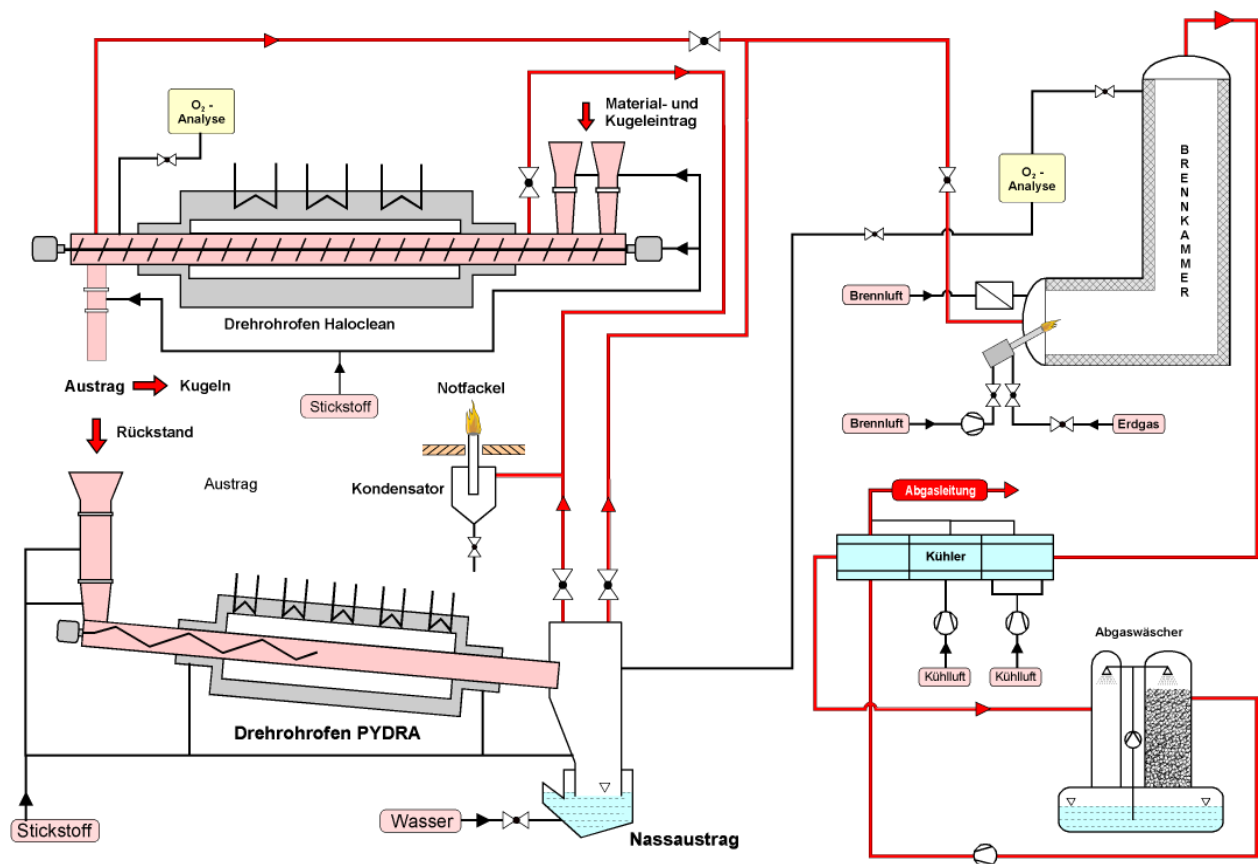 O2 -
Analyse
Material- und
Kugeleintrag
O2 -
Analyse
BRENNKAMMER
Brennluft
Drehrohrofen Haloclean
Austrag
Kugeln
Stickstoff
Notfackel
Brennluft
Erdgas
Rückstand
Austrag
Kondensator
Abgasleitung
Kühler
Abgaswäscher
Kühlluft
Kühlluft
Drehrohrofen PYDRA
Stickstoff
Wasser
Nassaustrag